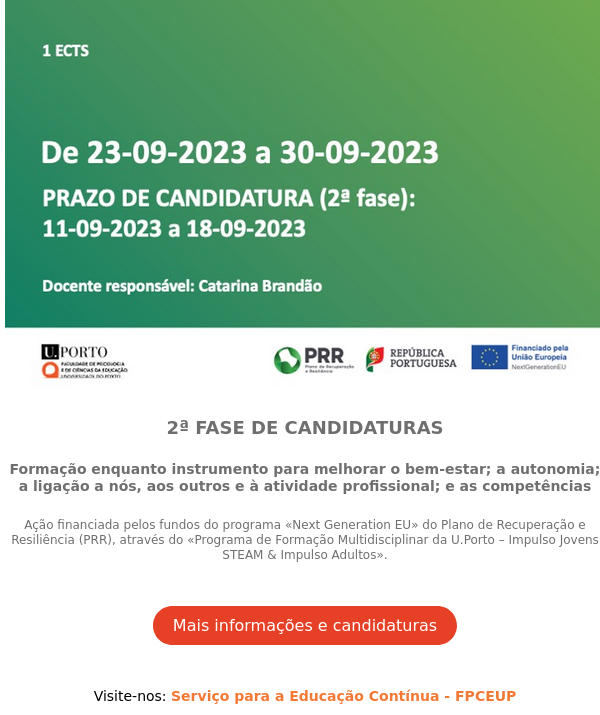 1 ECTS
De 23-09-2023 a 30-09-2023
PRAZO DE CANDIDATURA (2ª fase):
11-09-2023 a 18-09-2023
Docente responsável: Catarina Brandão
U. PORTO
FACULDADE DE PSICOLOGIA
E DE CIÊNCIAS DA EDUCAÇÃO
UNIVERSIDADE DO PORTO
PRR
Plano de Recuperação
e Resiliência
REPÚBLICA
PORTUGUESA
Financiado pela
União Europeia
NextGenerationEU
2ª FASE DE CANDIDATURAS
Formação enquanto instrumento para melhorar o bem-estar; a autonomia;
a ligação a nós, aos outros e à atividade profissional; e as competências
Ação financiada pelos fundos do programa «Next Generation EU» do Plano de Recuperação e
Resiliência (PRR), através do «Programa de Formação Multidisciplinar da U.Porto – Impulso Jovens
STEAM & Impulso Adultos».
Mais informações e candidaturas
Visite-nos: Serviço para a Educação Contínua - FPCEUP